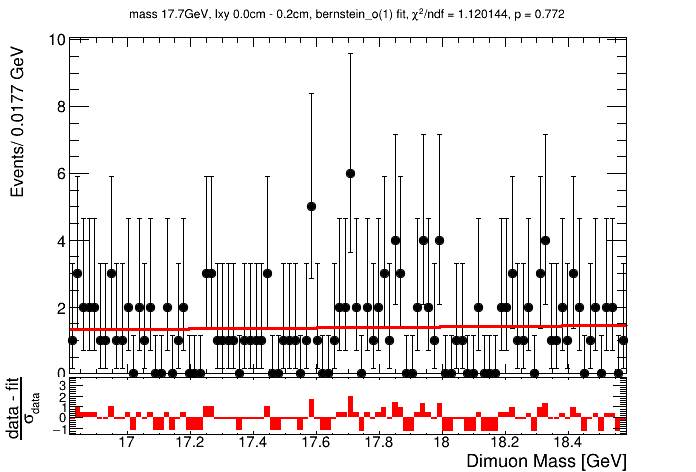 mass 17.7GeV, lxy 0.0cm - 0.2cm, bernstein_o(1) fit, χ²/ndf = 1.120144, p = 0.772
Events/ 0.0177 GeV
10
8
6
4
2
0
data - fit
σdata
3
2
1
0
−1
17 17.2 17.4 17.6 17.8 18 18.2 18.4
Dimuon Mass [GeV]